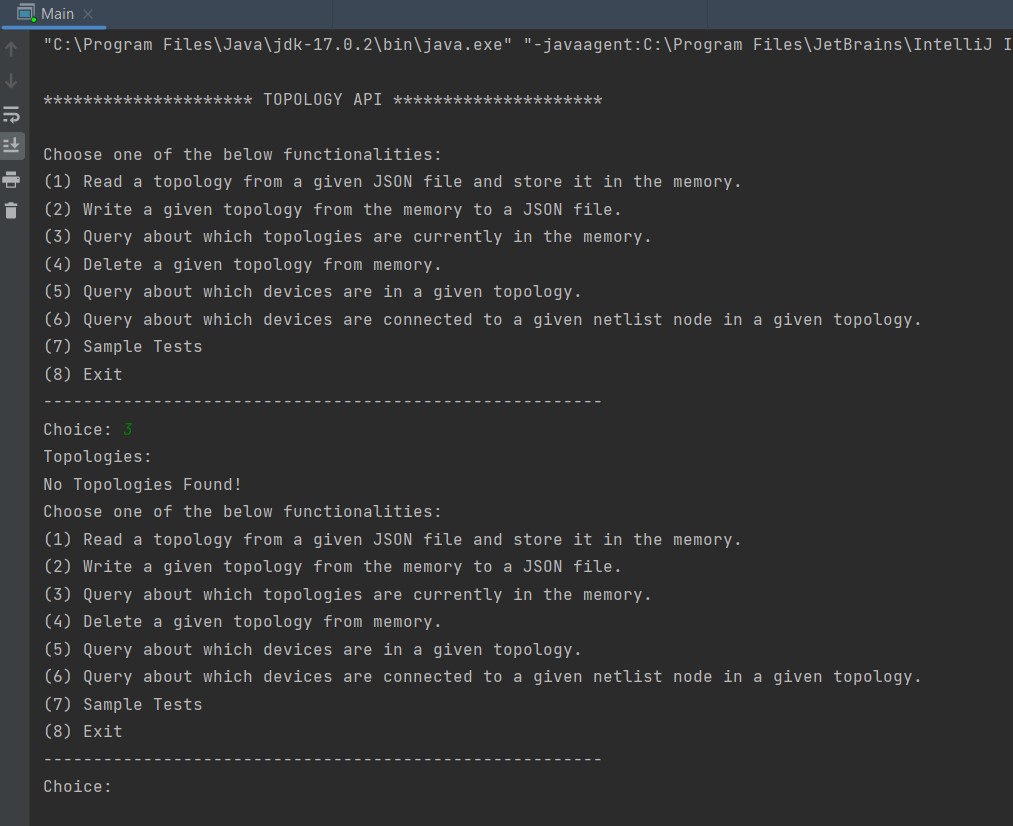 Main
"C:\Program Files\Java\jdk-17.0.2\bin\java.exe" "-javaagent:C:\Program Files\JetBrains\IntelliJ I
********************* TOPOLOGY API *********************
Choose one of the below functionalities:
(1) Read a topology from a given JSON file and store it in the memory.
(2) Write a given topology from the memory to a JSON file.
(3) Query about which topologies are currently in the memory.
(4) Delete a given topology from memory.
(5) Query about which devices are in a given topology.
(6) Query about which devices are connected to a given netlist node in a given topology.
(7) Sample Tests
(8) Exit
--------------------------------------------------------
Choice: 3
Topologies:
No Topologies Found!
Choose one of the below functionalities:
(1) Read a topology from a given JSON file and store it in the memory.
(2) Write a given topology from the memory to a JSON file.
(3) Query about which topologies are currently in the memory.
(4) Delete a given topology from memory.
(5) Query about which devices are in a given topology.
(6) Query about which devices are connected to a given netlist node in a given topology.
(7) Sample Tests
(8) Exit
--------------------------------------------------------
Choice: